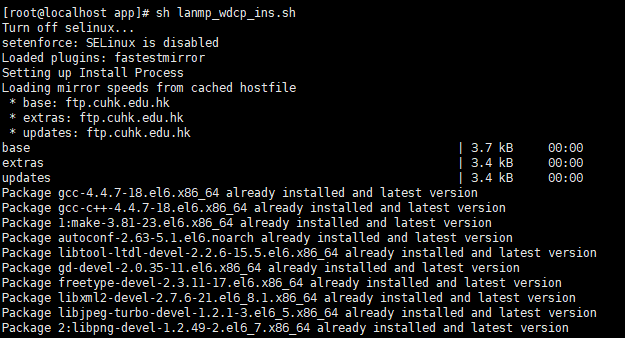 [root@localhost app]# sh lanmp_wdcp_ins.sh
Turn off selinux...
setenforce: SELinux is disabled
Loaded plugins: fastestmirror
Setting up Install Process
Loading mirror speeds from cached hostfile
 * base: ftp.cuhk.edu.hk
 * extras: ftp.cuhk.edu.hk
 * updates: ftp.cuhk.edu.hk
base | 3.7 kB 00:00
extras | 3.4 kB 00:00
updates | 3.4 kB 00:00
Package gcc-4.4.7-18.el6.x86_64 already installed and latest version
Package gcc-c++-4.4.7-18.el6.x86_64 already installed and latest version
Package 1:make-3.81-23.el6.x86_64 already installed and latest version
Package autoconf-2.63-5.1.el6.noarch already installed and latest version
Package libtool-ltdl-devel-2.2.6-15.5.el6.x86_64 already installed and latest version
Package gd-devel-2.0.35-11.el6.x86_64 already installed and latest version
Package freetype-devel-2.3.11-17.el6.x86_64 already installed and latest version
Package libxml2-devel-2.7.6-21.el6_8.1.x86_64 already installed and latest version
Package libjpeg-turbo-devel-1.2.1-3.el6_5.x86_64 already installed and latest version
Package 2:libpng-devel-1.2.49-2.el6_7.x86_64 already installed and latest version